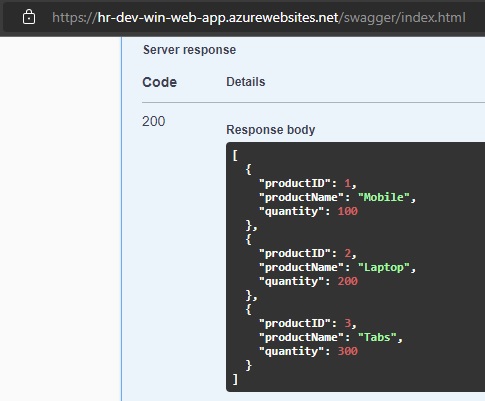 https://hr-dev-win-web-app.azurewebsites.net/swagger/index.html
Server response
Code Details
200
Response body
[
  {
    "productID": 1,
    "productName": "Mobile",
    "quantity": 100
  },
  {
    "productID": 2,
    "productName": "Laptop",
    "quantity": 200
  },
  {
    "productID": 3,
    "productName": "Tabs",
    "quantity": 300
  }
]